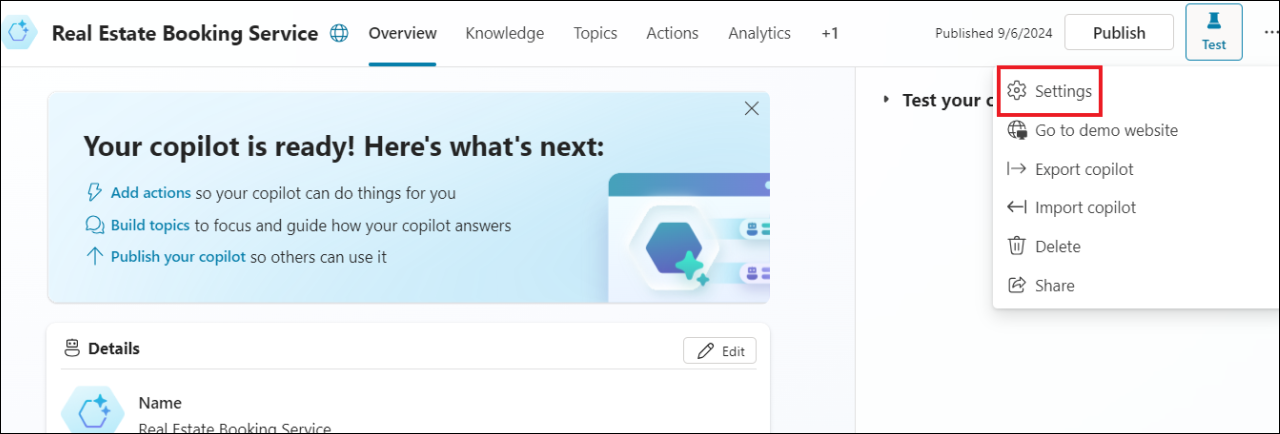 Real Estate Booking Service Overview Knowledge Topics Actions Analytics +1 Published 9/6/2024 Publish Test ...
Your copilot is ready! Here's what's next:
Add actions so your copilot can do things for you
Build topics to focus and guide how your copilot answers
Publish your copilot so others can use it
Details Edit
Name
Real Estate Booking Service
Test your c
Settings
Go to demo website
Export copilot
Import copilot
Delete
Share